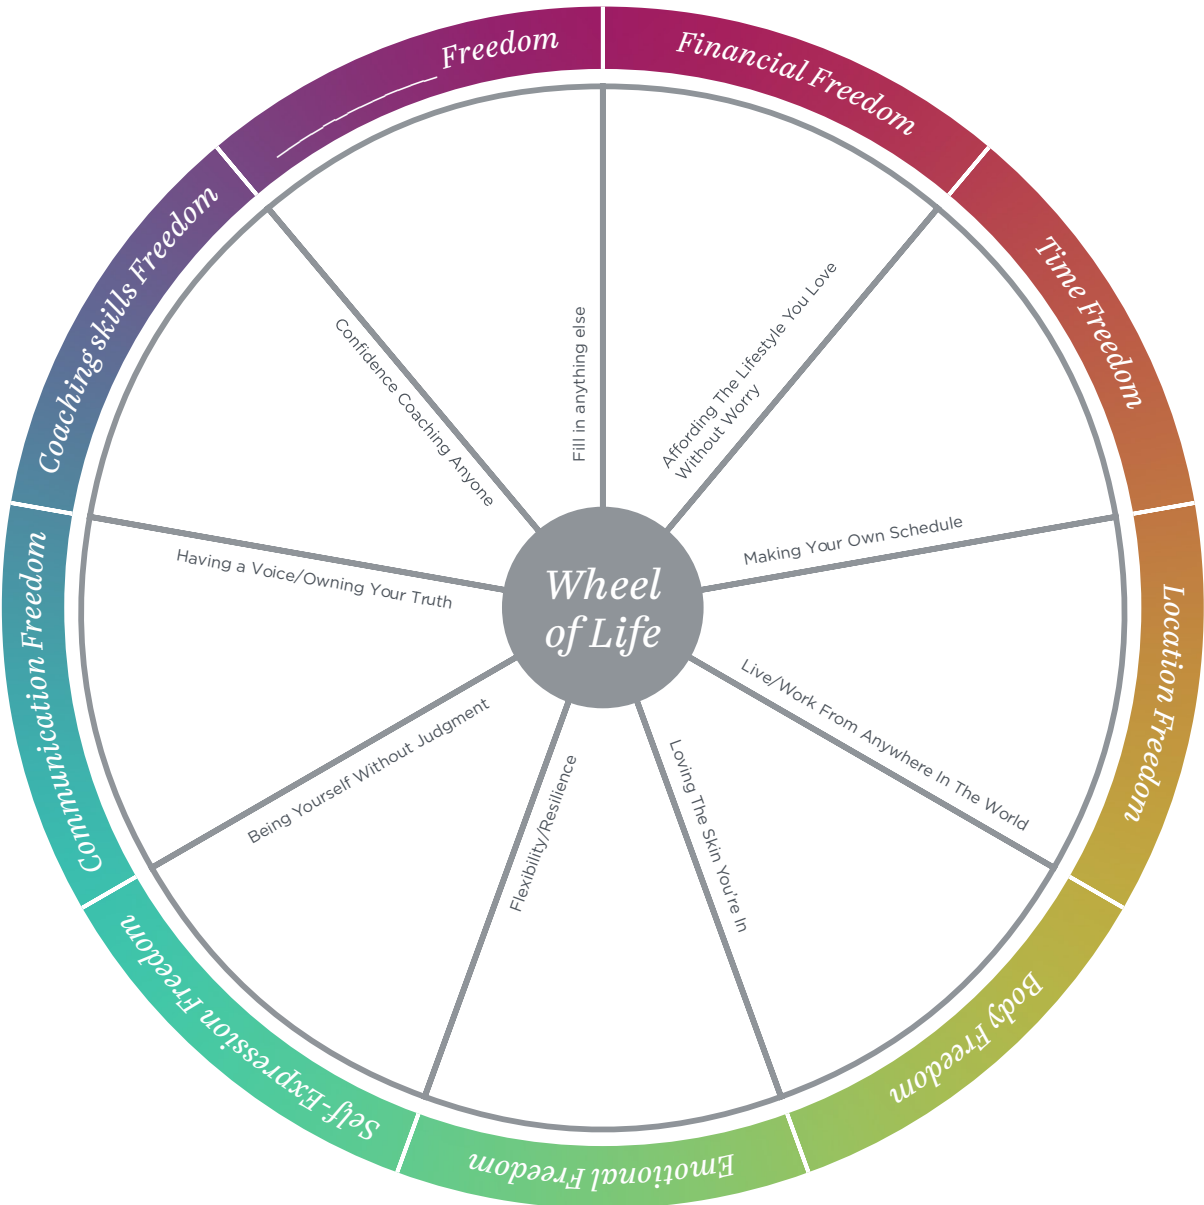 Financial Freedom
Time Freedom
Location Freedom
Body Freedom
Emotional Freedom
Self-Expression Freedom
Communication Freedom
Coaching skills Freedom
__________ Freedom
Affording The Lifestyle You Love
Without Worry
Making Your Own Schedule
Live/Work From Anywhere In The World
Loving The Skin You're In
Flexibility/Resilience
Being Yourself Without Judgment
Having a Voice/Owning Your Truth
Confidence Coaching Anyone
Fill in anything else
Wheel
of Life